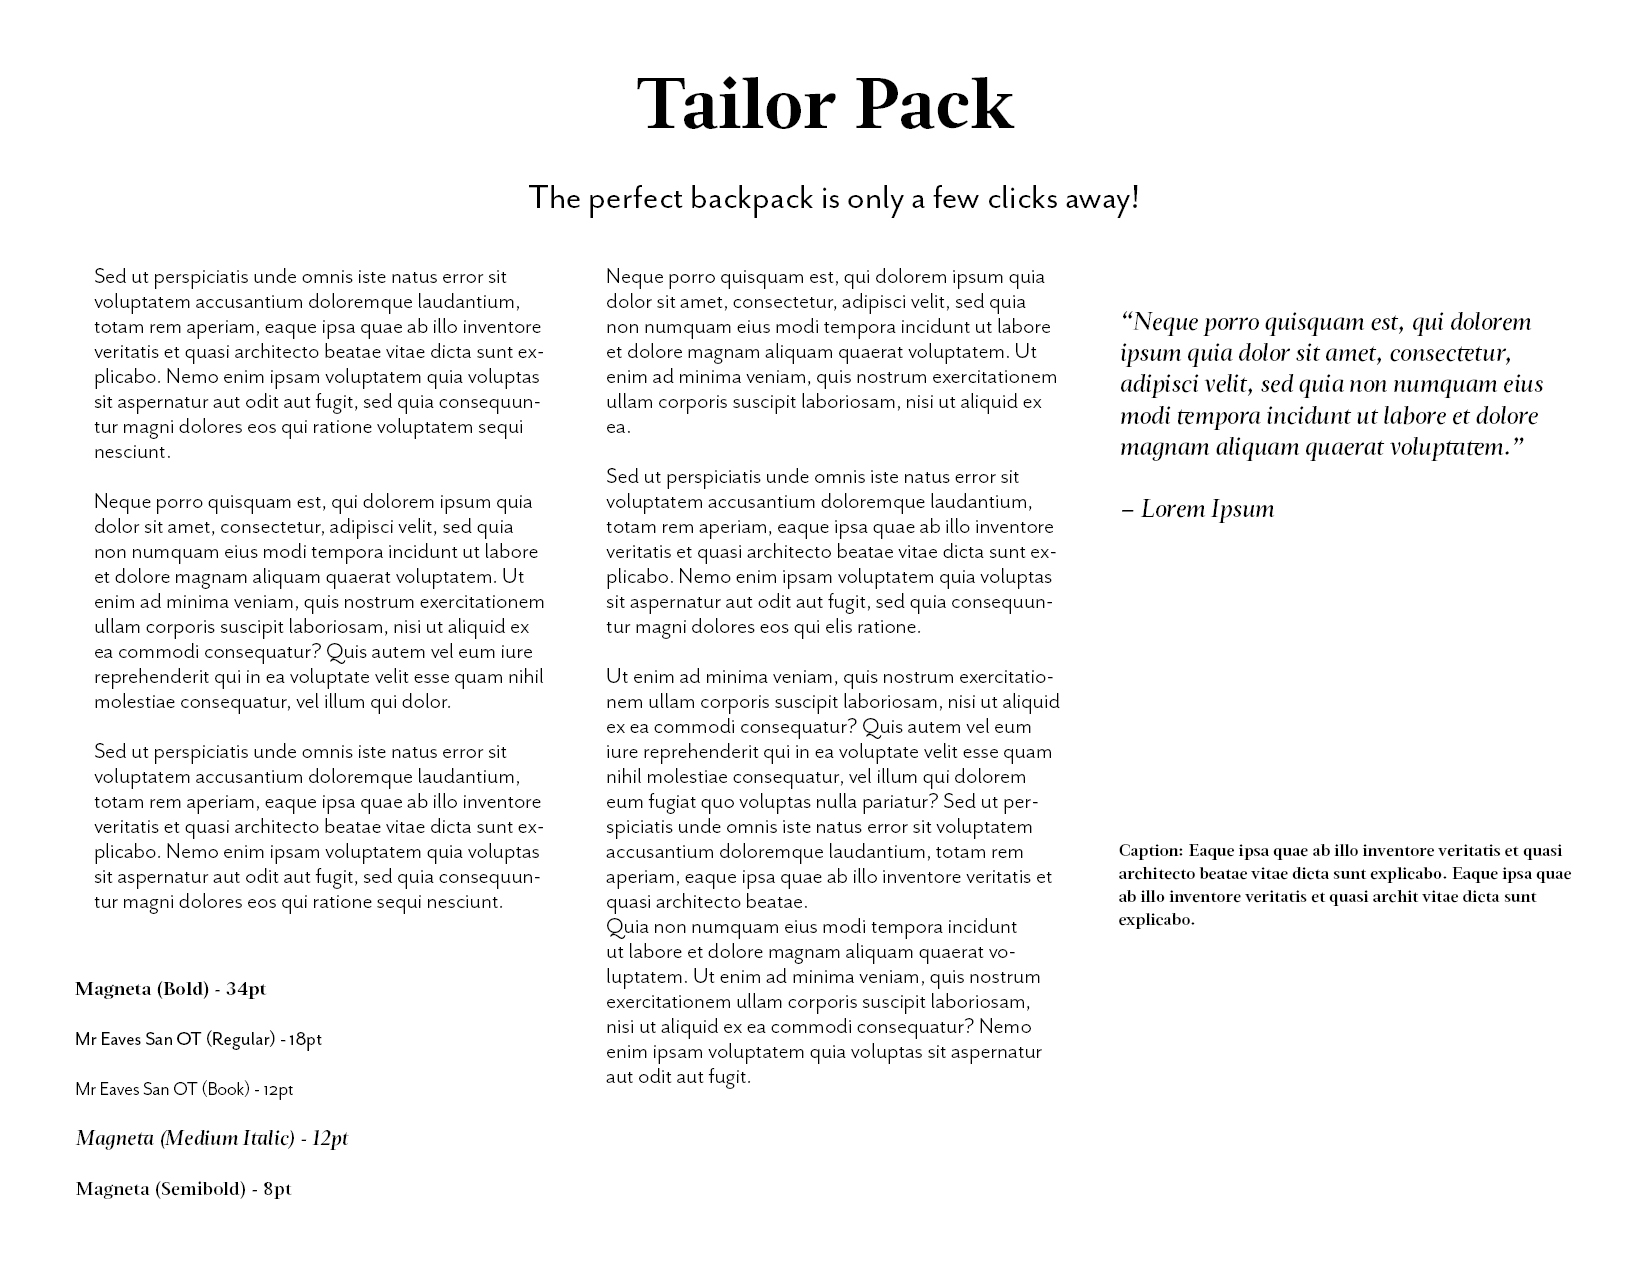 Tailor Pack
The perfect backpack is only a few clicks away!
Sed ut perspiciatis unde omnis iste natus error sit
voluptatem accusantium doloremque laudantium,
totam rem aperiam, eaque ipsa quae ab illo inventore
veritatis et quasi architecto beatae vitae dicta sunt ex-
plicabo. Nemo enim ipsam voluptatem quia voluptas
sit aspernatur aut odit aut fugit, sed quia consequun-
tur magni dolores eos qui ratione voluptatem sequi
nesciunt.
Neque porro quisquam est, qui dolorem ipsum quia
dolor sit amet, consectetur, adipisci velit, sed quia
non numquam eius modi tempora incidunt ut labore
et dolore magnam aliquam quaerat voluptatem. Ut
enim ad minima veniam, quis nostrum exercitationem
ullam corporis suscipit laboriosam, nisi ut aliquid ex
ea commodi consequatur? Quis autem vel eum iure
reprehenderit qui in ea voluptate velit esse quam nihil
molestiae consequatur, vel illum qui dolor.
Sed ut perspiciatis unde omnis iste natus error sit
voluptatem accusantium doloremque laudantium,
totam rem aperiam, eaque ipsa quae ab illo inventore
veritatis et quasi architecto beatae vitae dicta sunt ex-
plicabo. Nemo enim ipsam voluptatem quia voluptas
sit aspernatur aut odit aut fugit, sed quia consequun-
tur magni dolores eos qui ratione sequi nesciunt.
Neque porro quisquam est, qui dolorem ipsum quia
dolor sit amet, consectetur, adipisci velit, sed quia
non numquam eius modi tempora incidunt ut labore
et dolore magnam aliquam quaerat voluptatem. Ut
enim ad minima veniam, quis nostrum exercitationem
ullam corporis suscipit laboriosam, nisi ut aliquid ex
ea.
Sed ut perspiciatis unde omnis iste natus error sit
voluptatem accusantium doloremque laudantium,
totam rem aperiam, eaque ipsa quae ab illo inventore
veritatis et quasi architecto beatae vitae dicta sunt ex-
plicabo. Nemo enim ipsam voluptatem quia voluptas
sit aspernatur aut odit aut fugit, sed quia consequun-
tur magni dolores eos qui elis ratione.
Ut enim ad minima veniam, quis nostrum exercitatio-
nem ullam corporis suscipit laboriosam, nisi ut aliquid
ex ea commodi consequatur? Quis autem vel eum
iure reprehenderit qui in ea voluptate velit esse quam
nihil molestiae consequatur, vel illum qui dolorem
eum fugiat quo voluptas nulla pariatur? Sed ut per-
spiciatis unde omnis iste natus error sit voluptatem
accusantium doloremque laudantium, totam rem
aperiam, eaque ipsa quae ab illo inventore veritatis et
quasi architecto beatae.
Quia non numquam eius modi tempora incidunt
ut labore et dolore magnam aliquam quaerat vo-
luptatem. Ut enim ad minima veniam, quis nostrum
exercitationem ullam corporis suscipit laboriosam,
nisi ut aliquid ex ea commodi consequatur? Nemo
enim ipsam voluptatem quia voluptas sit aspernatur
aut odit aut fugit.
“Neque porro quisquam est, qui dolorem
ipsum quia dolor sit amet, consectetur,
adipisci velit, sed quia non numquam eius
modi tempora incidunt ut labore et dolore
magnam aliquam quaerat voluptatem.”
– Lorem Ipsum
Caption: Eaque ipsa quae ab illo inventore veritatis et quasi
architecto beatae vitae dicta sunt explicabo. Eaque ipsa quae
ab illo inventore veritatis et quasi archit vitae dicta sunt
explicabo.
Magneta (Bold) - 34pt
Mr Eaves San OT (Regular) - 18pt
Mr Eaves San OT (Book) - 12pt
Magneta (Medium Italic) - 12pt
Magneta (Semibold) - 8pt